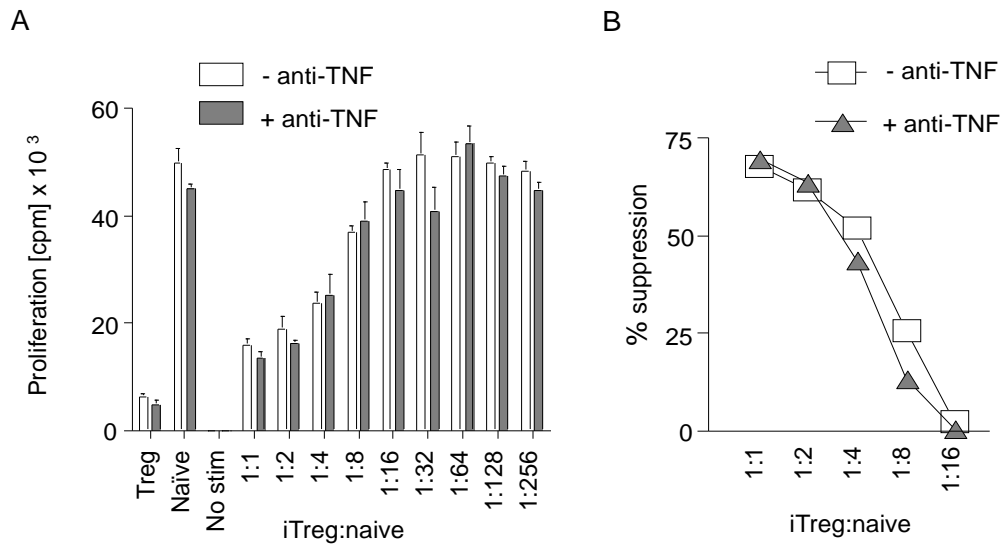 A
- anti-TNF
+ anti-TNF
Proliferation [cpm] x 10 3
60
40
20
0
Treg
Naïve
No stim
1:1
1:2
1:4
1:8
1:16
1:32
1:64
1:128
1:256
iTreg:naive
B
- anti-TNF
+ anti-TNF
% suppression
75
50
25
0
1:1
1:2
1:4
1:8
1:16
iTreg:naive